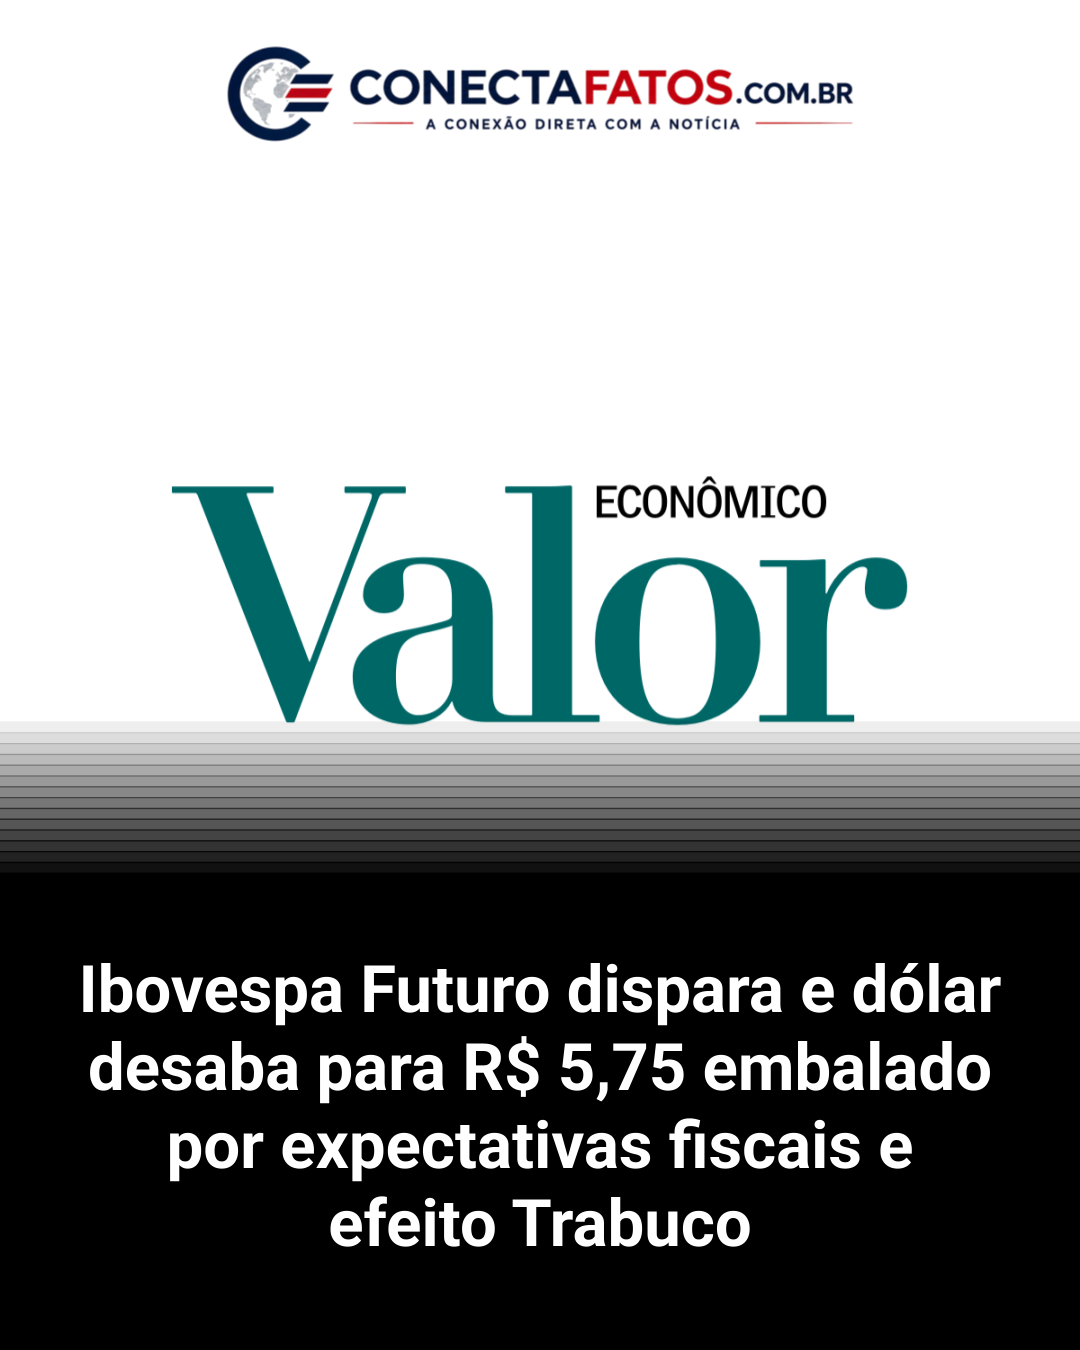 CONECTAFATOS.COM.BR
A CONEXÃO DIRETA COM A NOTÍCIA
ECONÔMICO
Valor
Ibovespa Futuro dispara e dólar
desaba para R$ 5,75 embalado
por expectativas fiscais e
efeito Trabuco